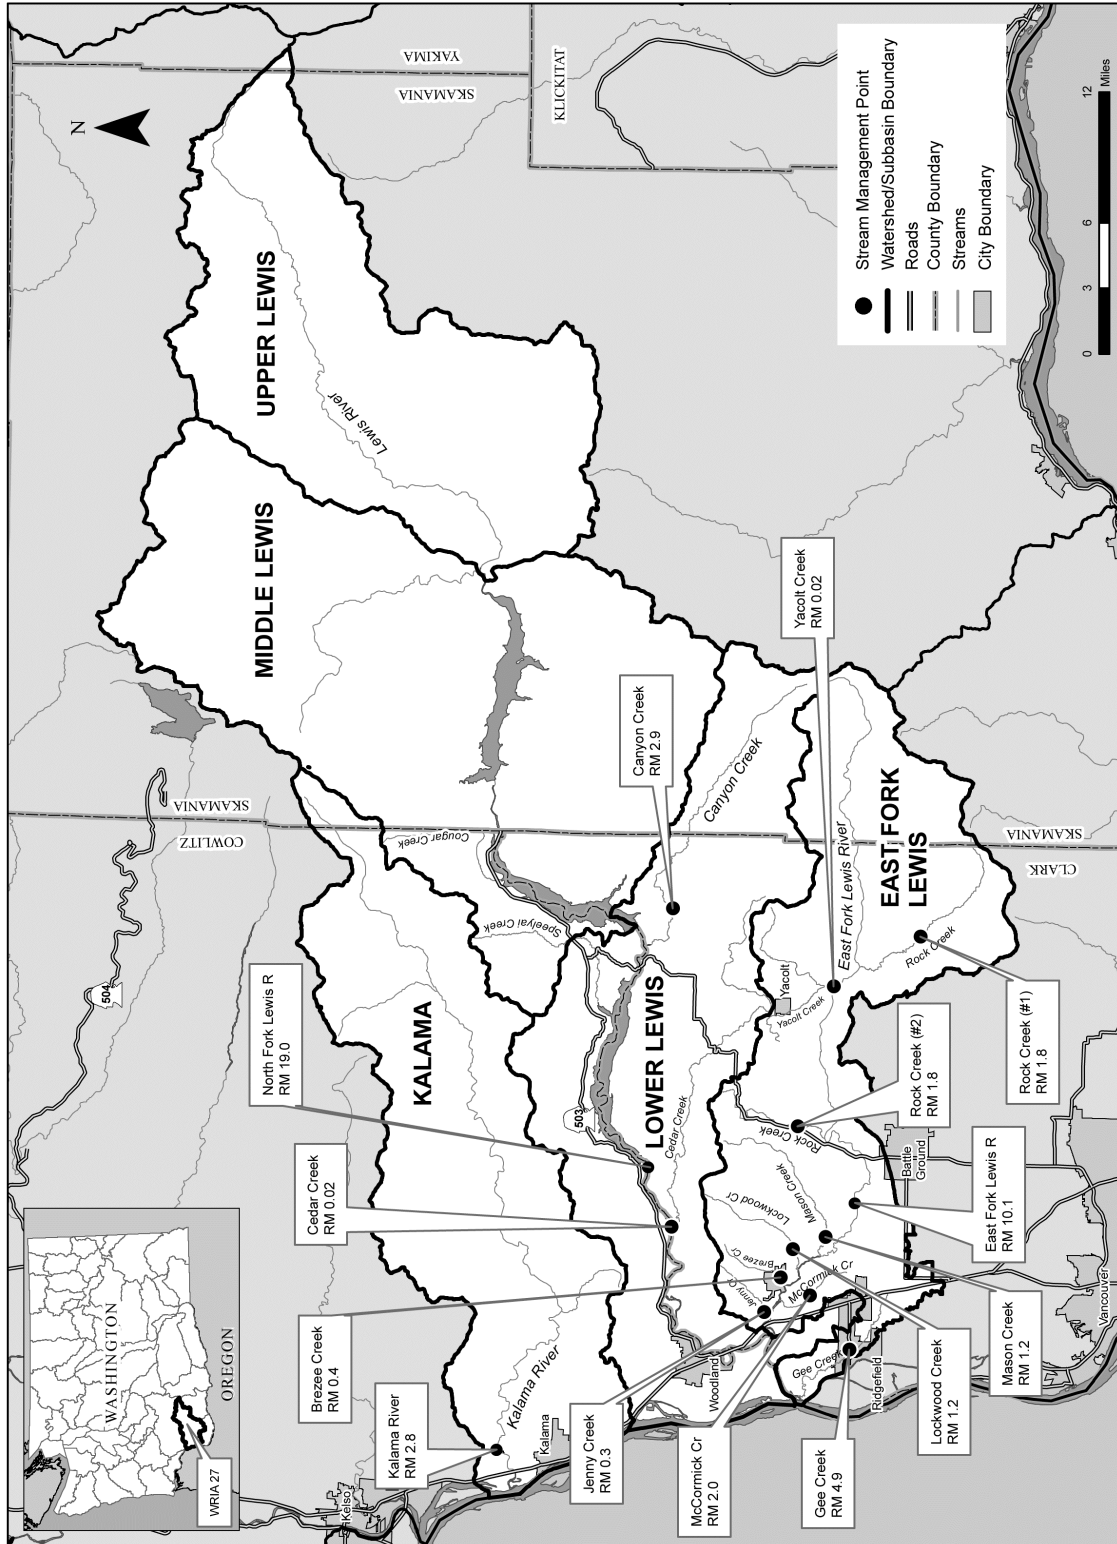 WASHINGTON
OREGON
WRIA 27
Kelso
504
COWLITZ
SKAMANIA
N
YAKIMA
SKAMANIA
KLICKITAT
UPPER LEWIS
Lewis River
MIDDLE LEWIS
KALAMA
Kalama River
Kalama
Cougar Creek
Speelyai Creek
503
LOWER LEWIS
Cedar Creek
Canyon Creek
Woodland
EAST FORK
LEWIS
East Fork Lewis River
Rock Creek
Yacolt
Yacolt Creek
Rock Creek
Mason Creek
Lockwood Cr
Brezee Cr
Jenny Cr
McCormick Cr
Gee Creek
Ridgefield
Battle
Ground
Vancouver
CLARK
SKAMANIA
Kalama River
RM 2.8
Brezee Creek
RM 0.4
Cedar Creek
RM 0.02
North Fork Lewis R
RM 19.0
Canyon Creek
RM 2.9
Yacolt Creek
RM 0.02
Jenny Creek
RM 0.3
McCormick Cr
RM 2.0
Gee Creek
RM 4.9
Lockwood Creek
RM 1.2
Mason Creek
RM 1.2
East Fork Lewis R
RM 10.1
Rock Creek (#2)
RM 1.8
Rock Creek (#1)
RM 1.8
Stream Management Point
Watershed/Subbasin Boundary
Roads
County Boundary
Streams
City Boundary
0 3 6 12
Miles